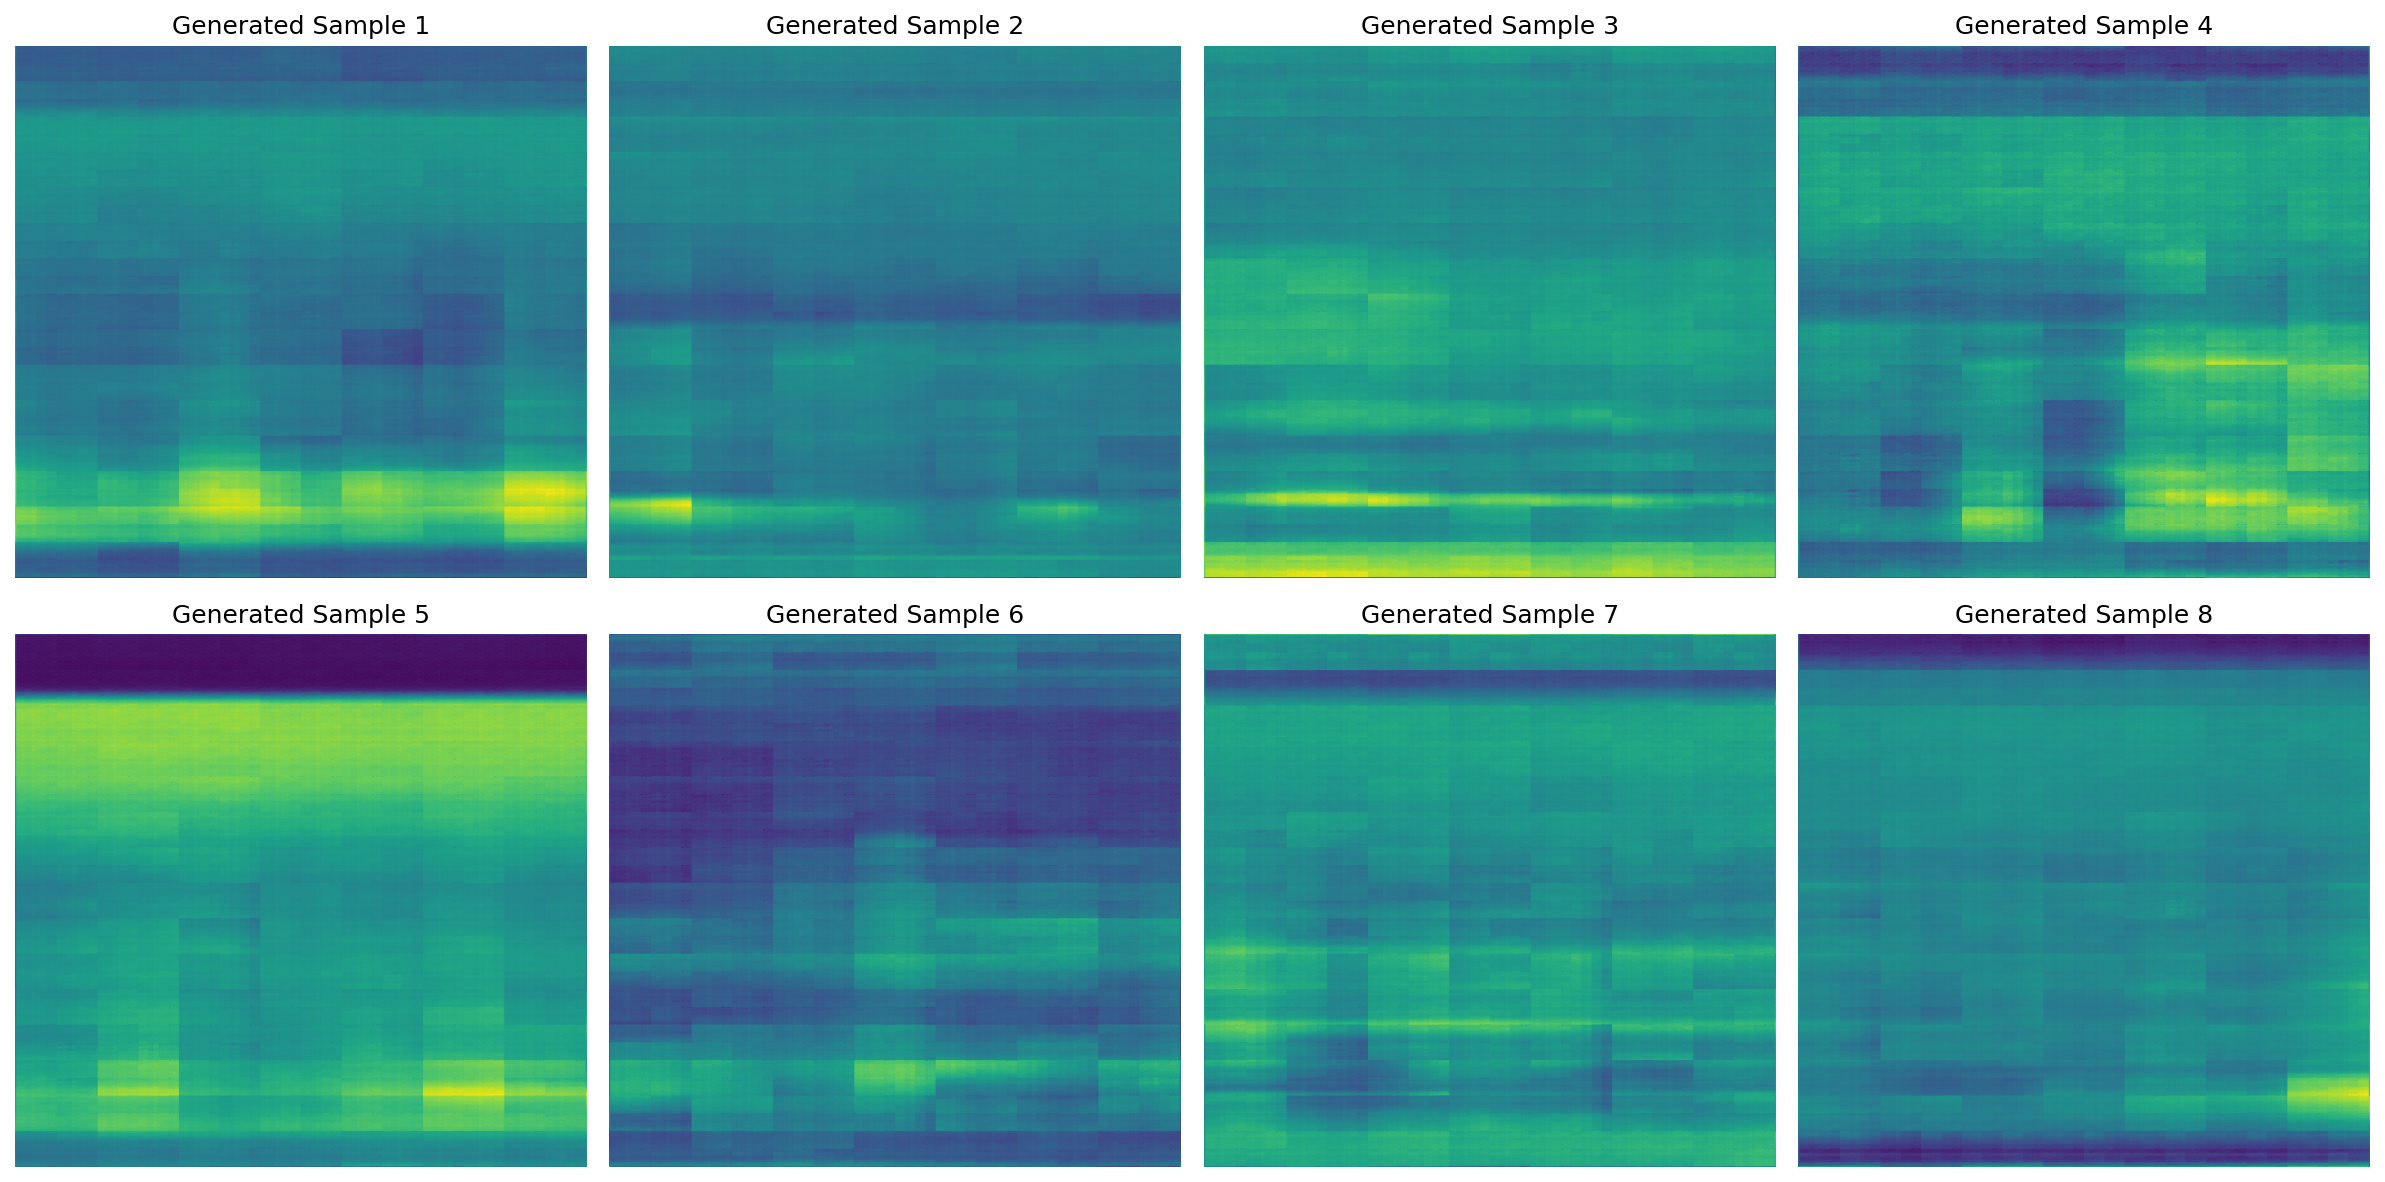 Generated Sample 1
Generated Sample 2
Generated Sample 3
Generated Sample 4
Generated Sample 5
Generated Sample 6
Generated Sample 7
Generated Sample 8